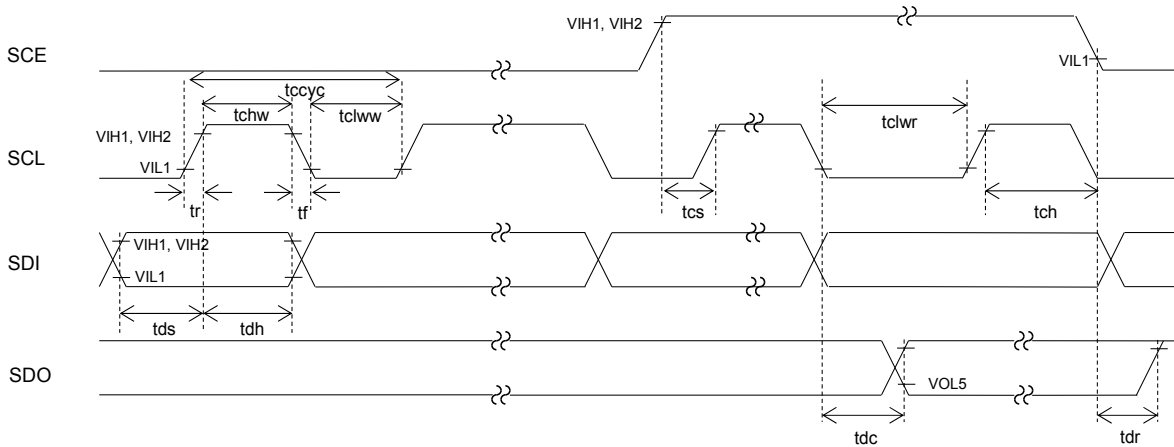 VIH1, VIH2
SCE
VIL1
tccyc
tchw
tclww
tclwr
VIH1, VIH2
SCL
VIL1
tr
tf
tcs
tch
VIH1, VIH2
SDI
VIL1
tds
tdh
SDO
VOL5
tdc
tdr